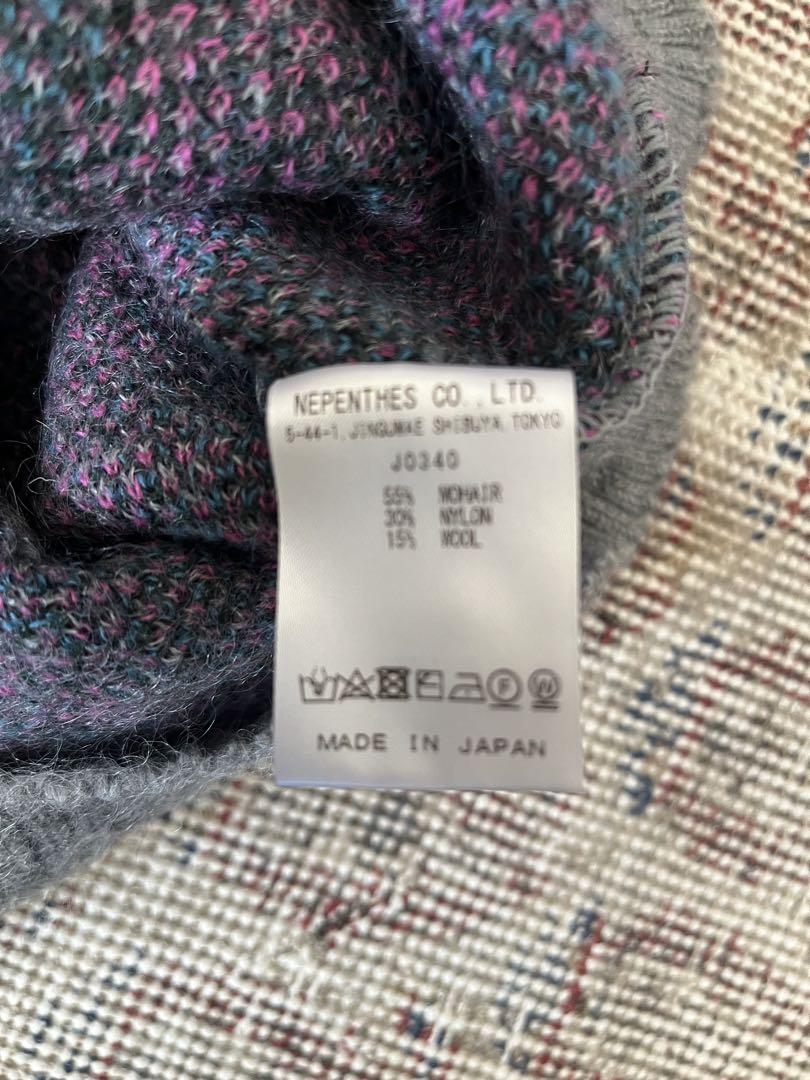 NEPENTHES CO., LTD.
5-44-1, JINGUMAE SHIBUYA TOKYO
J0340
55% MOHAIR
30% NYLON
15% WOOL
F W
MADE IN JAPAN